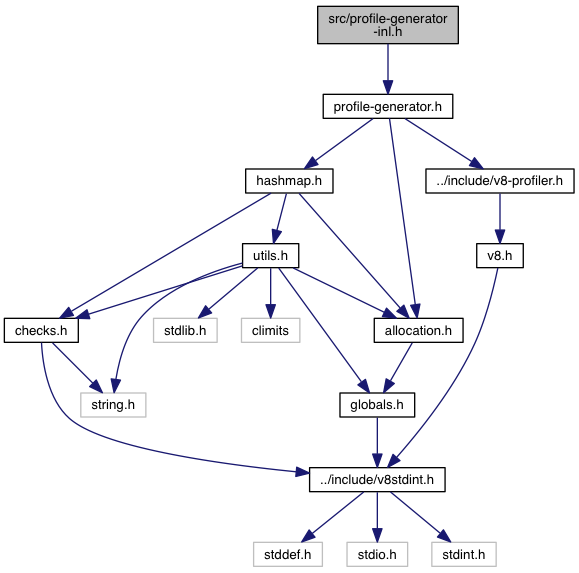 src/profile-generator
-inl.h
profile-generator.h
hashmap.h
../include/v8-profiler.h
utils.h
v8.h
checks.h
stdlib.h
climits
allocation.h
string.h
globals.h
../include/v8stdint.h
stddef.h
stdio.h
stdint.h